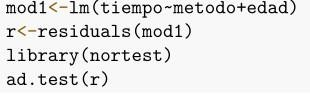 mod1<-lm(tiempo~metodo+edad)
r<-residuals(mod1)
library(nortest)
ad.test(r)